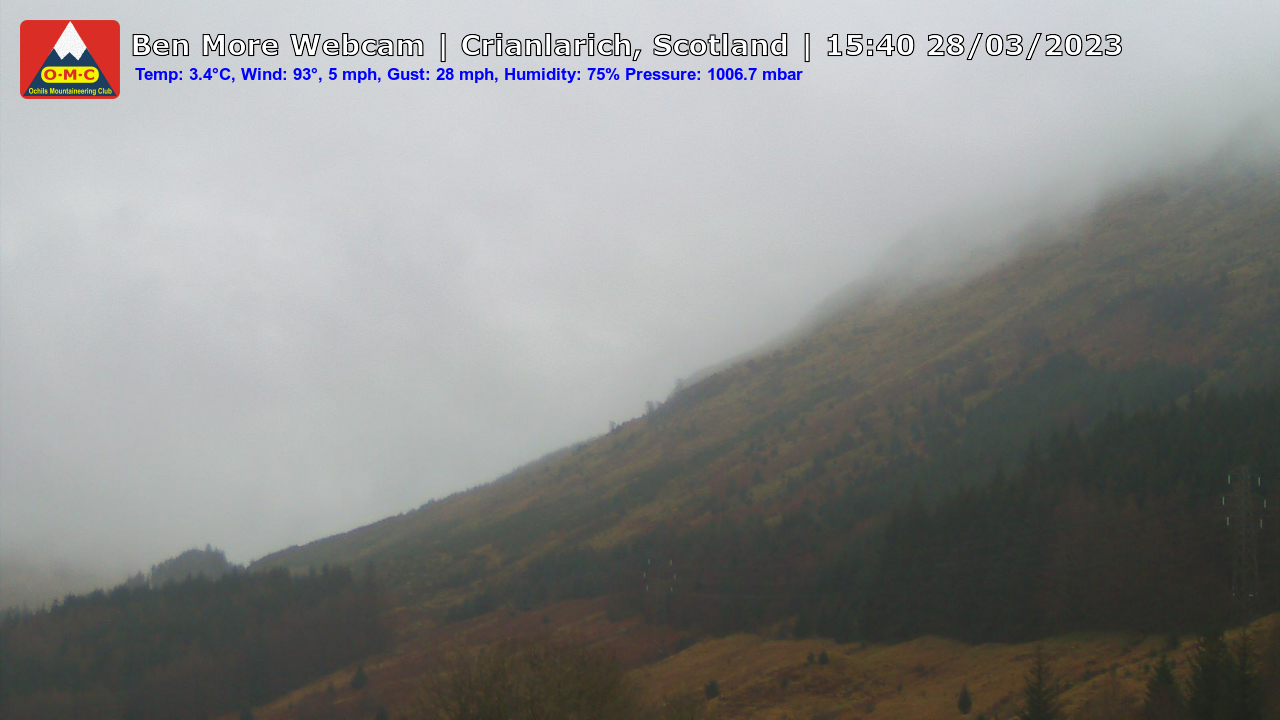 Ben More Webcam | Crianlarich, Scotland | 15:40 28/03/2023
Temp: 3.4°C, Wind: 93°, 5 mph, Gust: 28 mph, Humidity: 75% Pressure: 1006.7 mbar
O·M·C
Ochils Mountaineering Club